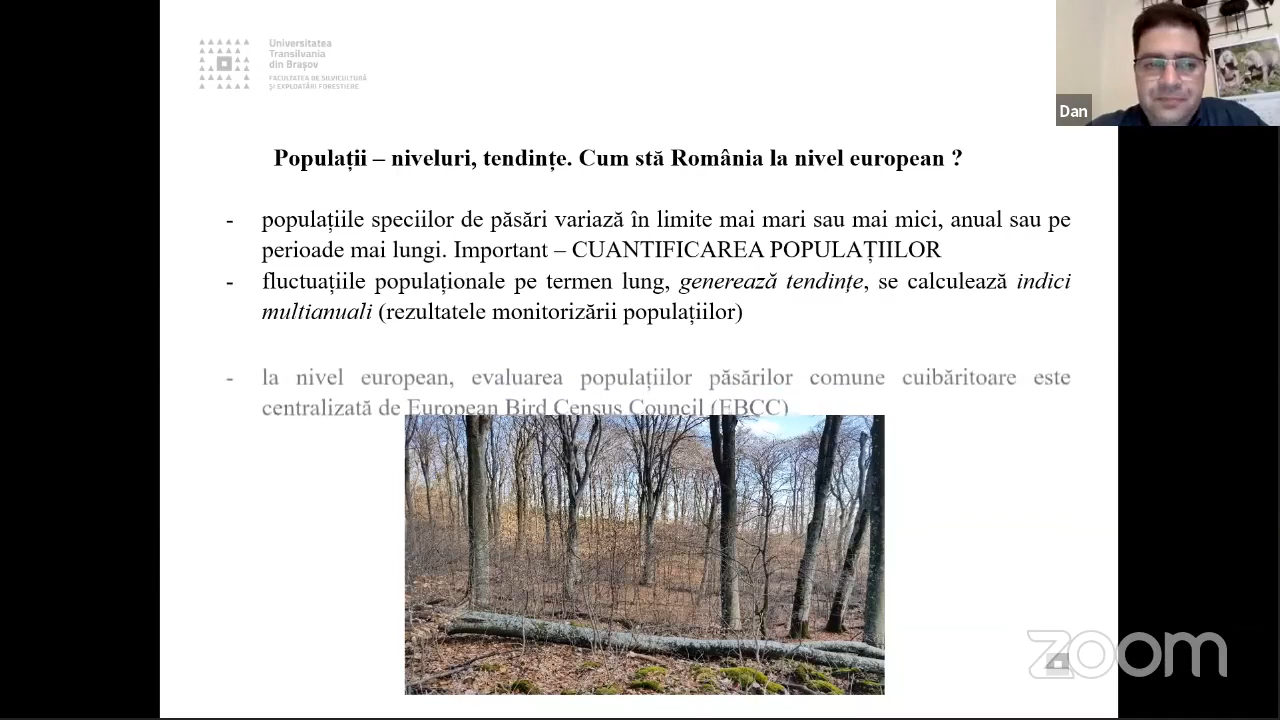 Universitatea
Transilvania
din Brașov
FACULTATEA DE SILVICULTURĂ
ȘI EXPLOATĂRI FORESTIERE
Dan
Populații – niveluri, tendințe. Cum stă România la nivel european ?
- populațiile speciilor de păsări variază în limite mai mari sau mai mici, anual sau pe
perioade mai lungi. Important – CUANTIFICAREA POPULAȚIILOR
- fluctuațiile populaționale pe termen lung, generează tendințe, se calculează indici
multianuali (rezultatele monitorizării populațiilor)
- la nivel european, evaluarea populațiilor păsărilor comune cuibăritoare este
centralizată de European Bird Census Council (EBCC)
zoom